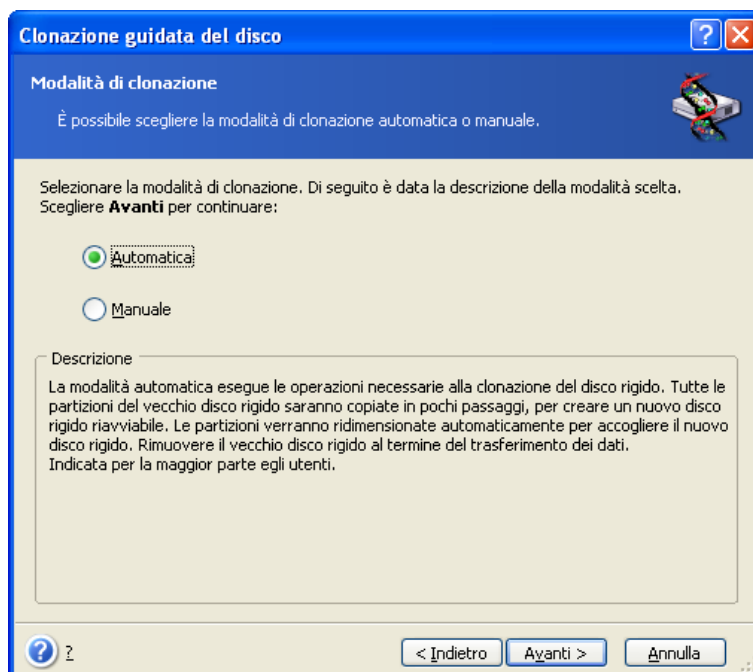 Clonazione guidata del disco
Modalità di clonazione
È possibile scegliere la modalità di clonazione automatica o manuale.
Selezionare la modalità di clonazione. Di seguito è data la descrizione della modalità scelta.
Scegliere Avanti per continuare:
Automatica
Manuale
Descrizione
La modalità automatica esegue le operazioni necessarie alla clonazione del disco rigido. Tutte le
partizioni del vecchio disco rigido saranno copiate in pochi passaggi, per creare un nuovo disco
rigido riavviabile. Le partizioni verranno ridimensionate automaticamente per accogliere il nuovo
disco rigido. Rimuovere il vecchio disco rigido al termine del trasferimento dei dati.
Indicata per la maggior parte egli utenti.
? ?
< Indietro Avanti > Annulla